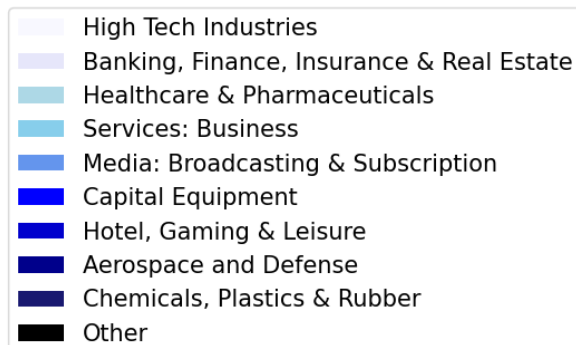 High Tech Industries
Banking, Finance, Insurance & Real Estate
Healthcare & Pharmaceuticals
Services: Business
Media: Broadcasting & Subscription
Capital Equipment
Hotel, Gaming & Leisure
Aerospace and Defense
Chemicals, Plastics & Rubber
Other